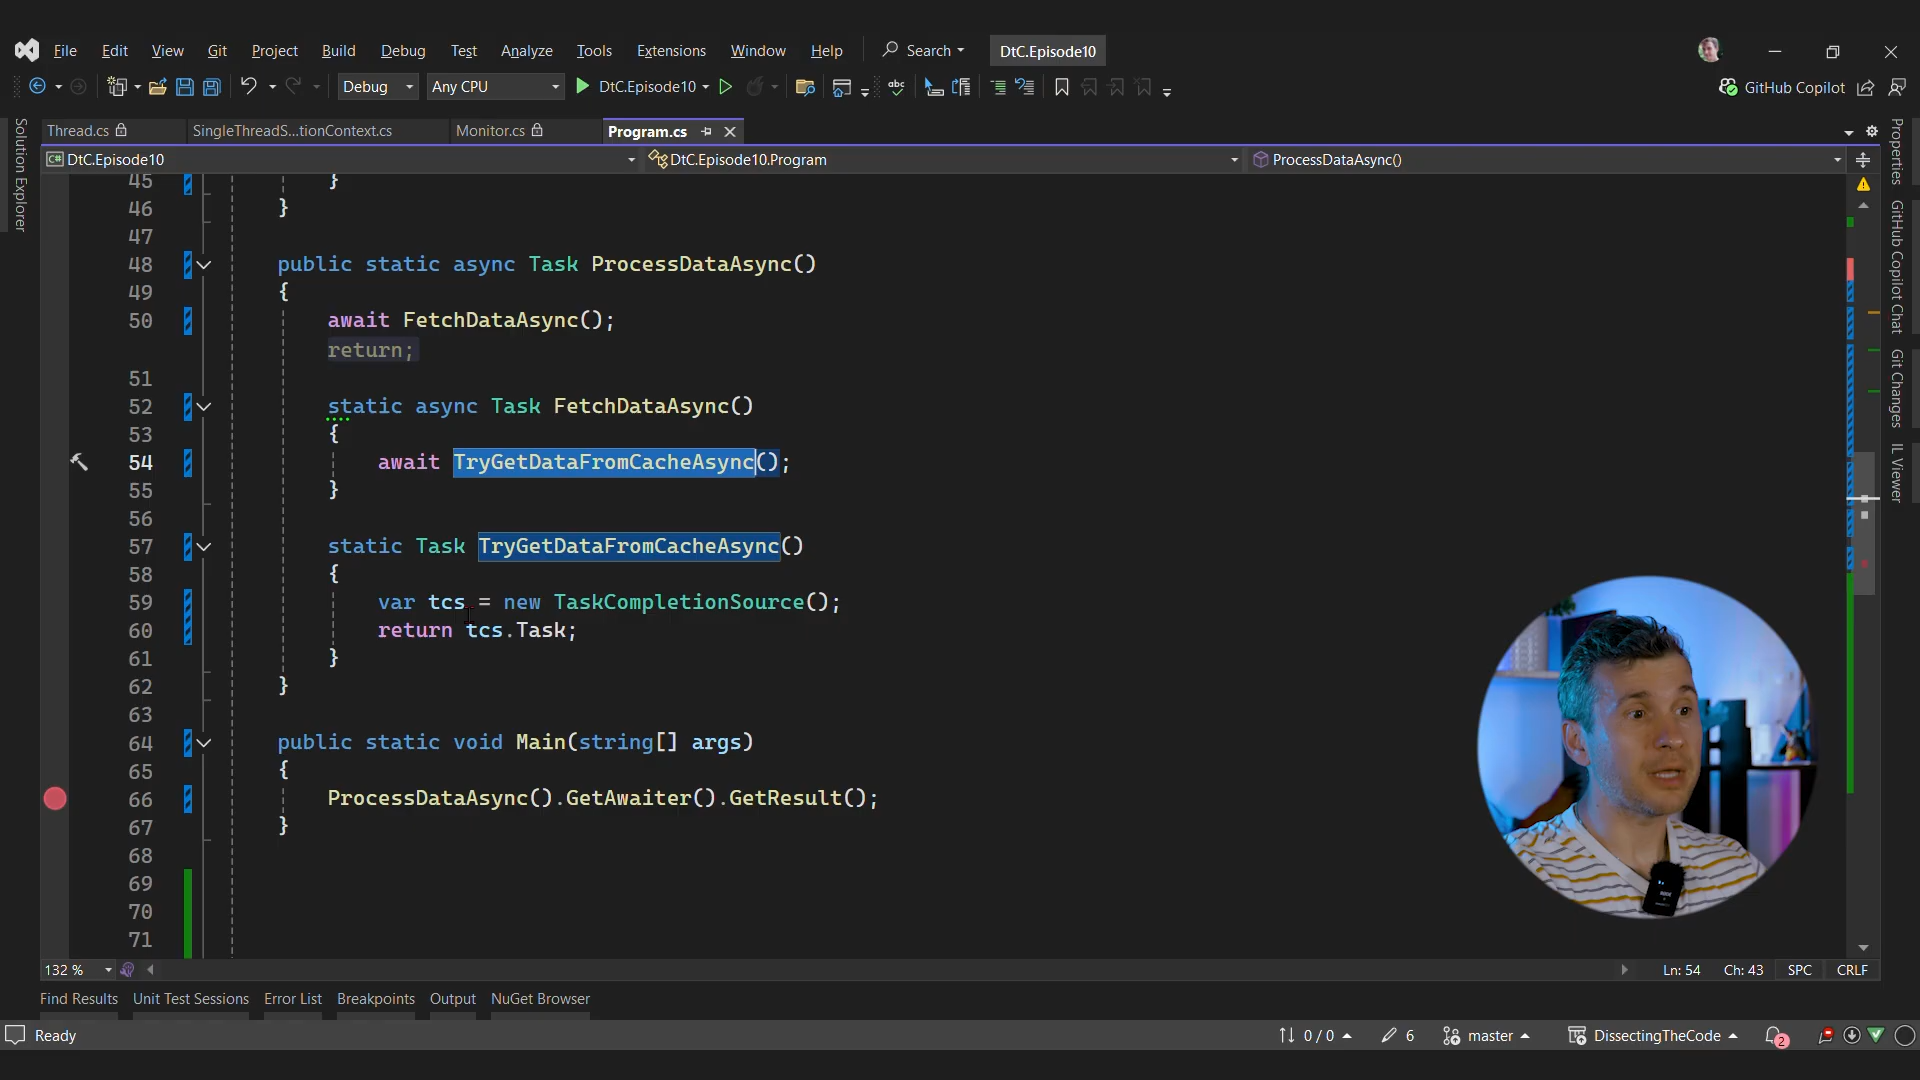 File Edit View Git Project Build Debug Test Analyze Tools Extensions Window Help Search DtC.Episode10
Debug Any CPU DtC.Episode10 abc GitHub Copilot
Thread.cs SingleThreadS...tionContext.cs Monitor.cs Program.cs
C# DtC.Episode10 DtC.Episode10.Program ProcessDataAsync()
Solution Explorer
45 }
46 }
47
48 public static async Task ProcessDataAsync()
49 {
50 await FetchDataAsync();
return;
51
52 static async Task FetchDataAsync()
53 {
54 await TryGetDataFromCacheAsync();
55 }
56
57 static Task TryGetDataFromCacheAsync()
58 {
59 var tcs = new TaskCompletionSource();
60 return tcs.Task;
61 }
62 }
63
64 public static void Main(string[] args)
65 {
66 ProcessDataAsync().GetAwaiter().GetResult();
67 }
68
69
70
71
Properties
GitHub Copilot Chat
Git Changes
IL Viewer
132 % Ln: 54 Ch: 43 SPC CRLF
Find Results Unit Test Sessions Error List Breakpoints Output NuGet Browser
Ready 0 / 0 6 master DissectingTheCode 2